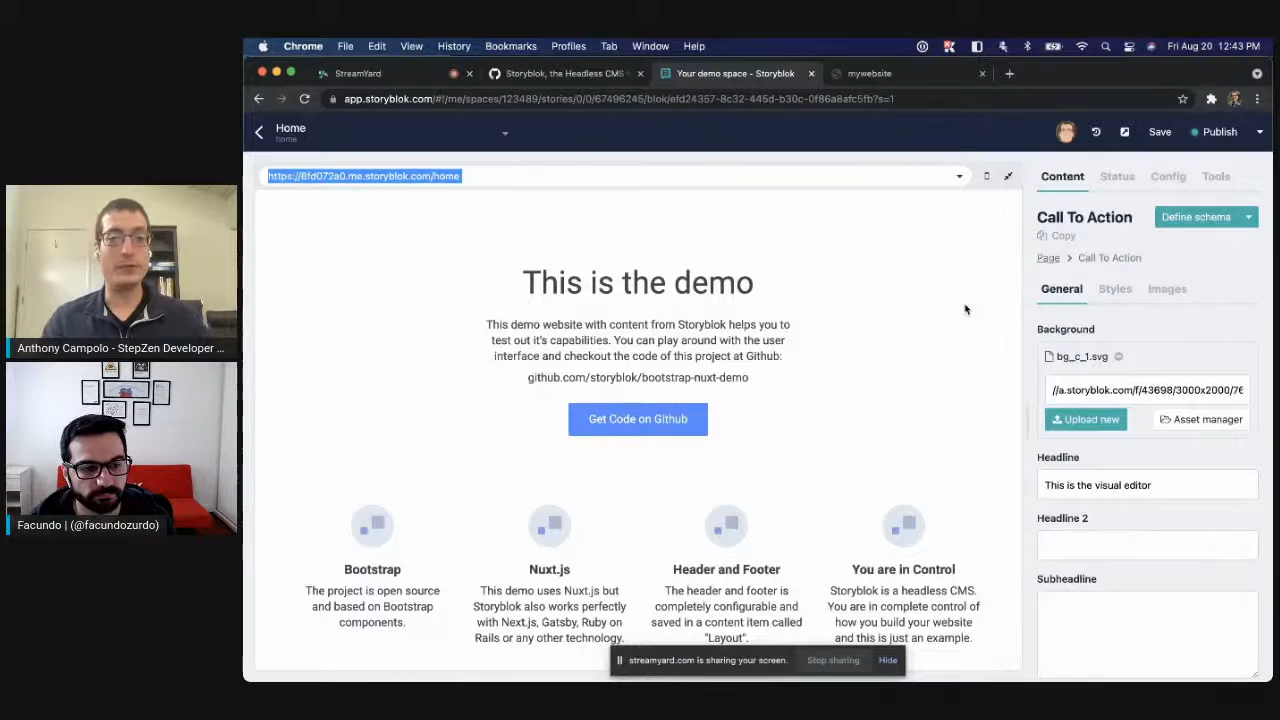 Chrome File Edit View History Bookmarks Profiles Tab Window Help Fri Aug 20 12:43 PM
StreamYard
Storyblok, the Headless CMS
Your demo space - Storyblok
mywebsite
app.storyblok.com/#!/me/spaces/123489/stories/0/0/67496245/blok/efd24357-8c32-445d-b30c-0f86a8afc5fb?s=1
Home
home
Save
Publish
https://8fd072a0.me.storyblok.com/home
Content Status Config Tools
Call To Action
Define schema
Copy
Page > Call To Action
General Styles Images
Background
bg_c_1.svg
//a.storyblok.com/f/43698/3000x2000/76
Upload new
Asset manager
Headline
This is the visual editor
Headline 2
Subheadline
This is the demo
This demo website with content from Storyblok helps you to
test out it's capabilities. You can play around with the user
interface and checkout the code of this project at Github:
github.com/storyblok/bootstrap-nuxt-demo
Get Code on Github
Bootstrap
The project is open source
and based on Bootstrap
components.
Nuxt.js
This demo uses Nuxt.js but
Storyblok also works perfectly
with Next.js, Gatsby, Ruby on
Rails or any other technology.
Header and Footer
The header and footer is
completely configurable and
saved in a content item called
"Layout".
You are in Control
Storyblok is a headless CMS.
You are in complete control of
how you build your website
and this is just an example.
streamyard.com is sharing your screen.
Stop sharing
Hide
Anthony Campolo - StepZen Developer ...
Facundo | (@facundozurdo)